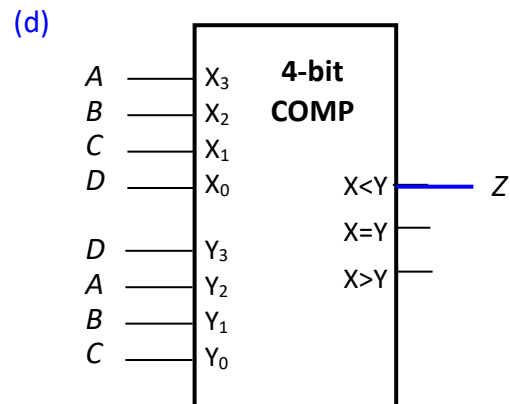 (d)
A X₃ 4-bit
B X₂ COMP
C X₁
D X₀ X<Y Z
X=Y
D Y₃
A Y₂ X>Y
B Y₁
C Y₀